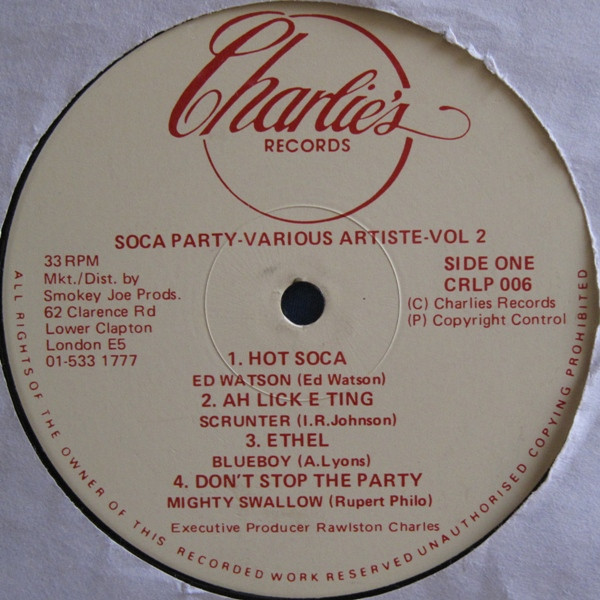 Charlie's
RECORDS
SOCA PARTY-VARIOUS ARTISTE-VOL 2
33 RPM
Mkt./Dist. by
Smokey Joe Prods.
62 Clarence Rd
Lower Clapton
London E5
01-533 1777
SIDE ONE
CRLP 006
(C) Charlies Records
(P) Copyright Control
1. HOT SOCA
ED WATSON (Ed Watson)
2. AH LICK E TING
SCRUNTER (I.R.Johnson)
3. ETHEL
BLUEBOY (A.Lyons)
4. DON'T STOP THE PARTY
MIGHTY SWALLOW (Rupert Philo)
Executive Producer Rawlston Charles
ALL RIGHTS OF THE OWNER OF THIS RECORDED WORK RESERVED UNAUTHORISED COPYING PROHIBITED